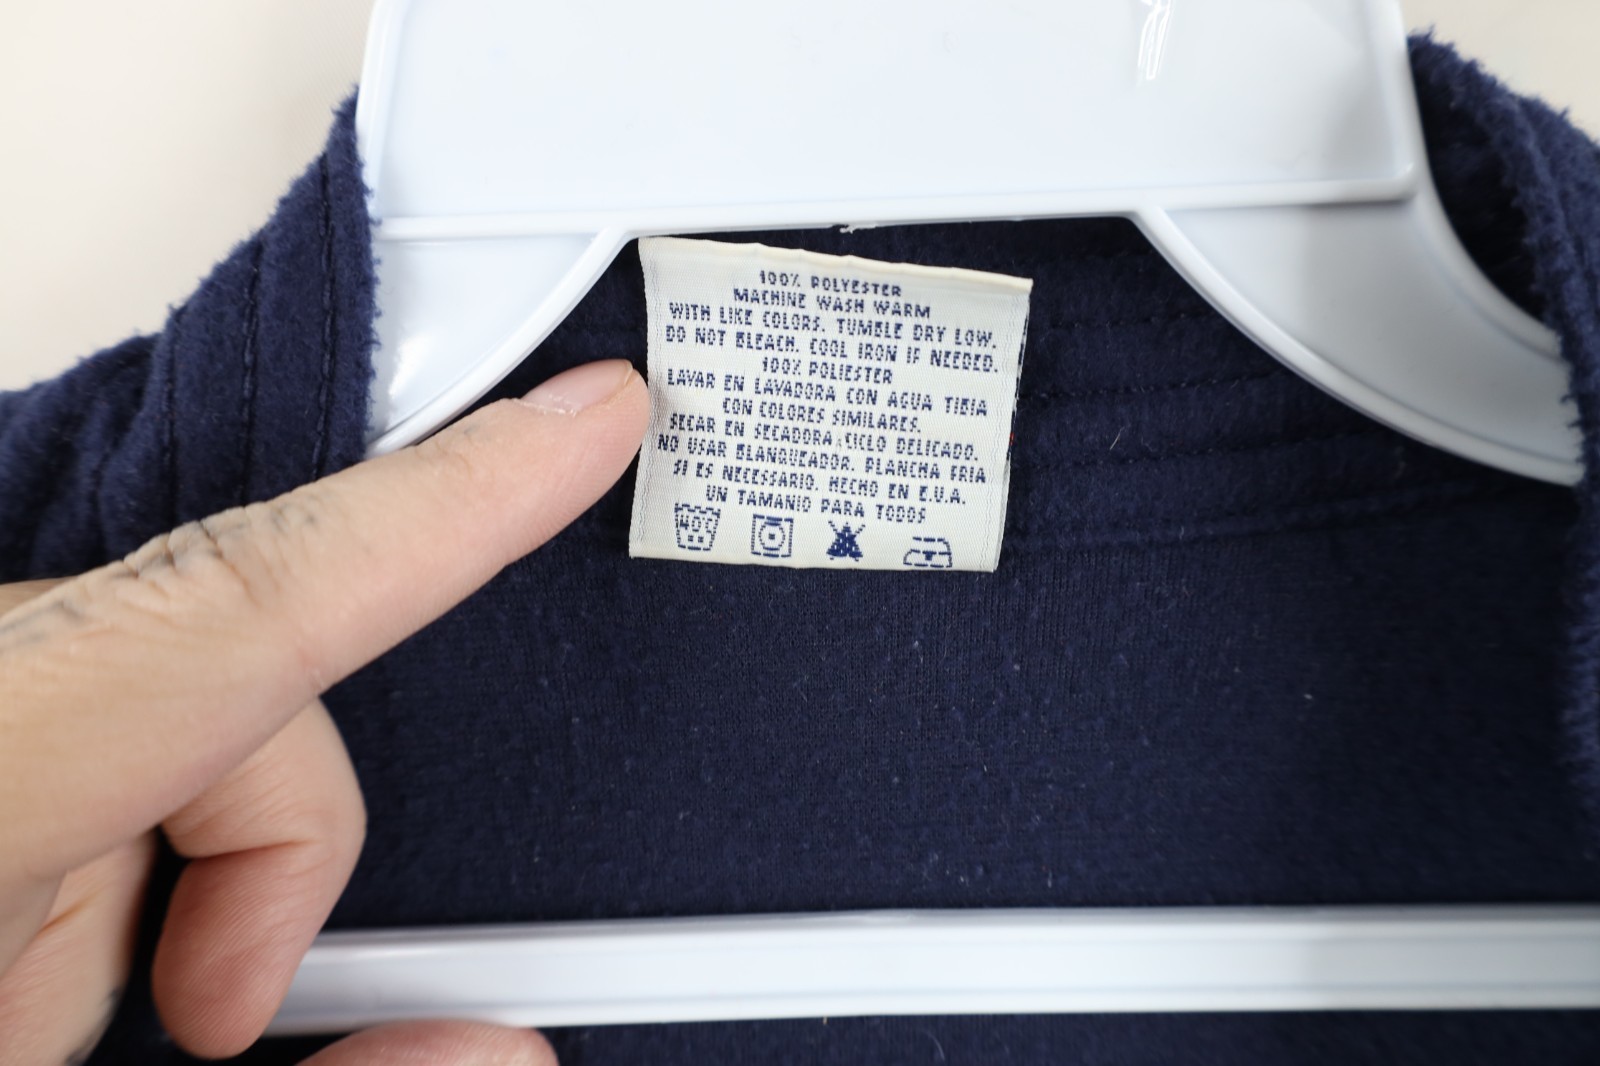 100% POLYESTER
MACHINE WASH WARM
WITH LIKE COLORS. TUMBLE DRY LOW.
DO NOT BLEACH. COOL IRON IF NEEDED.
100% POLIESTER
LAVAR EN LAVADORA CON AGUA TIBIA
CON COLORES SIMILARES.
SECAR EN SECADORA, CICLO DELICADO.
NO USAR BLANQUEADOR. PLANCHA FRIA
SI ES NECESSARIO. HECHO EN E.U.A.
UN TAMANIO PARA TODOS
40C